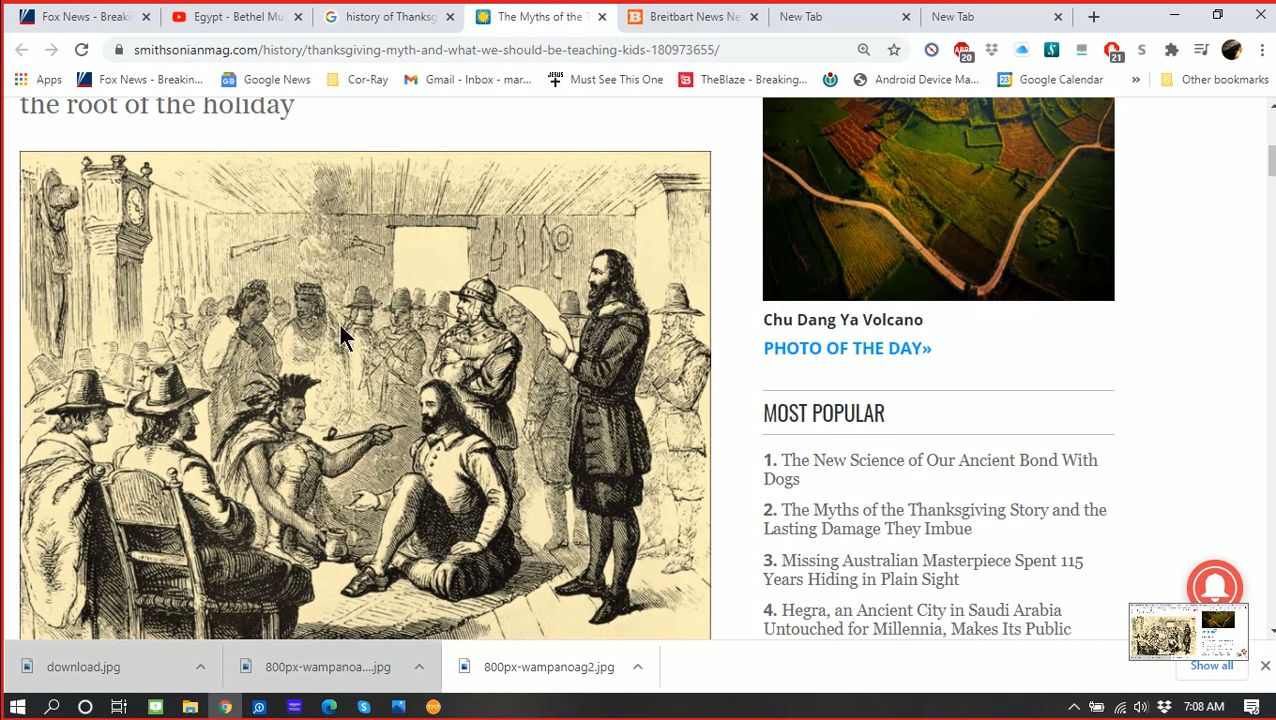 Fox News - Breaki
Egypt - Bethel Mu
history of Thanksg
The Myths of the
Breitbart News Ne
New Tab
New Tab
smithsonianmag.com/history/thanksgiving-myth-and-what-we-should-be-teaching-kids-180973655/
20
21
Apps
Fox News - Breakin...
Google News
Cor-Ray
Gmail - Inbox - mar...
JESUS
Must See This One
TheBlaze - Breaking...
Android Device Ma...
23
Google Calendar
»
Other bookmarks
the root of the holiday
Chu Dang Ya Volcano
PHOTO OF THE DAY»
MOST POPULAR
1. The New Science of Our Ancient Bond With
Dogs
2. The Myths of the Thanksgiving Story and the
Lasting Damage They Imbue
3. Missing Australian Masterpiece Spent 115
Years Hiding in Plain Sight
4. Hegra, an Ancient City in Saudi Arabia
Untouched for Millennia, Makes Its Public
download.jpg
800px-wampanoa....jpg
800px-wampanoag2.jpg
Show all
7:08 AM